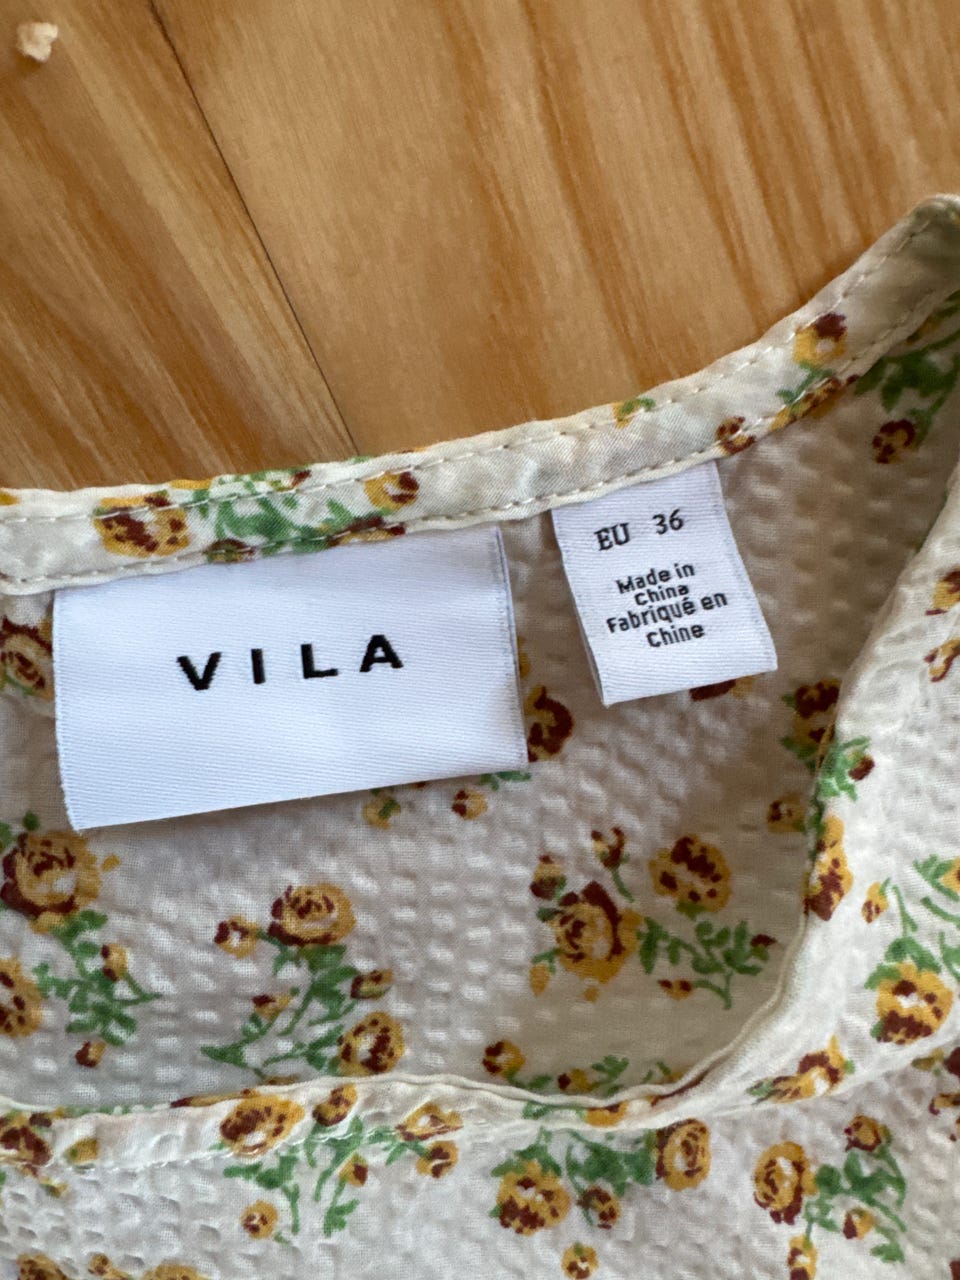 VILA
EU 36
Made in
China
Fabriqué en
Chine